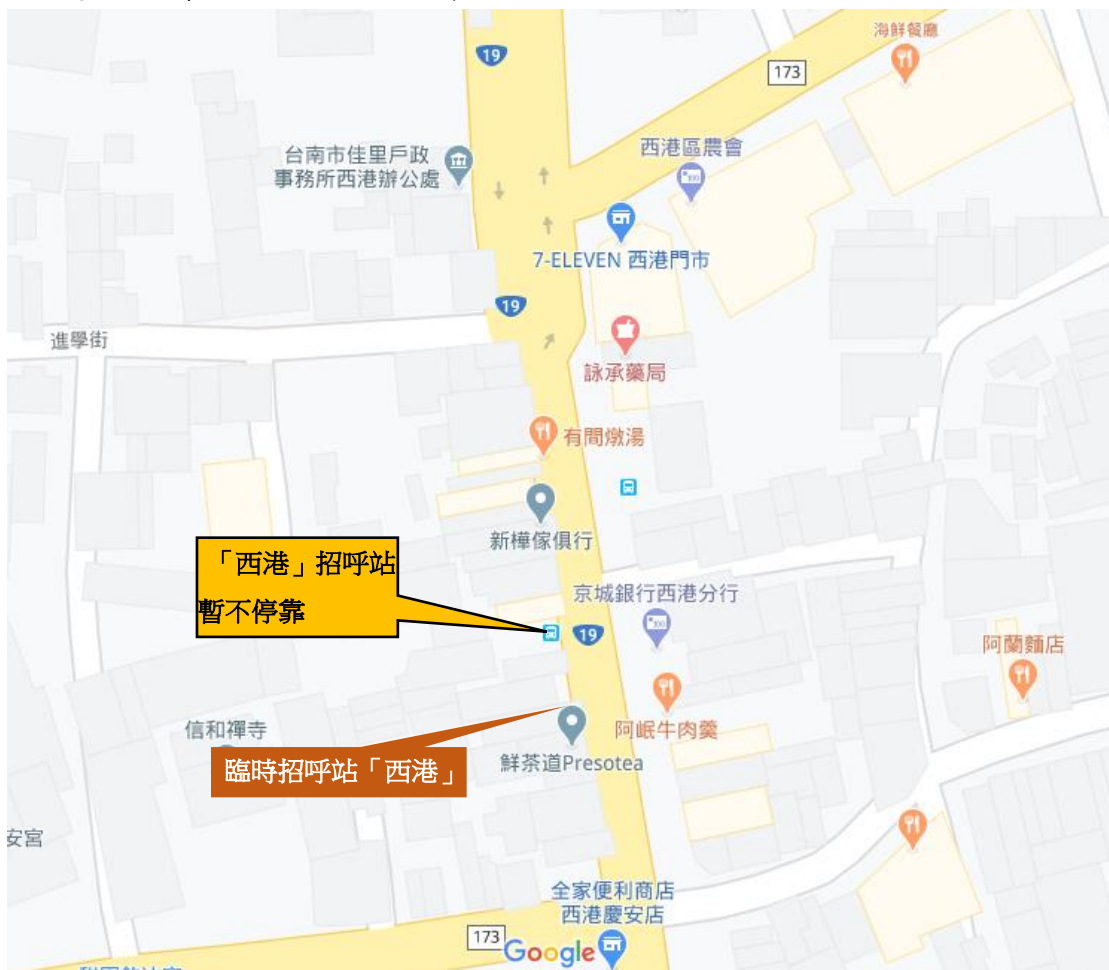 海鮮餐廳
19
173
台南市佳里戶政
事務所西港辦公處
西港區農會
7-ELEVEN 西港門市
19
進學街
詠承藥局
有間燉湯
新樺傢俱行
「西港」招呼站
暫不停靠
京城銀行西港分行
19
阿蘭麵店
信和禪寺
阿岷牛肉羹
臨時招呼站「西港」
鮮茶道Presotea
安宮
全家便利商店
西港慶安店
173
Google